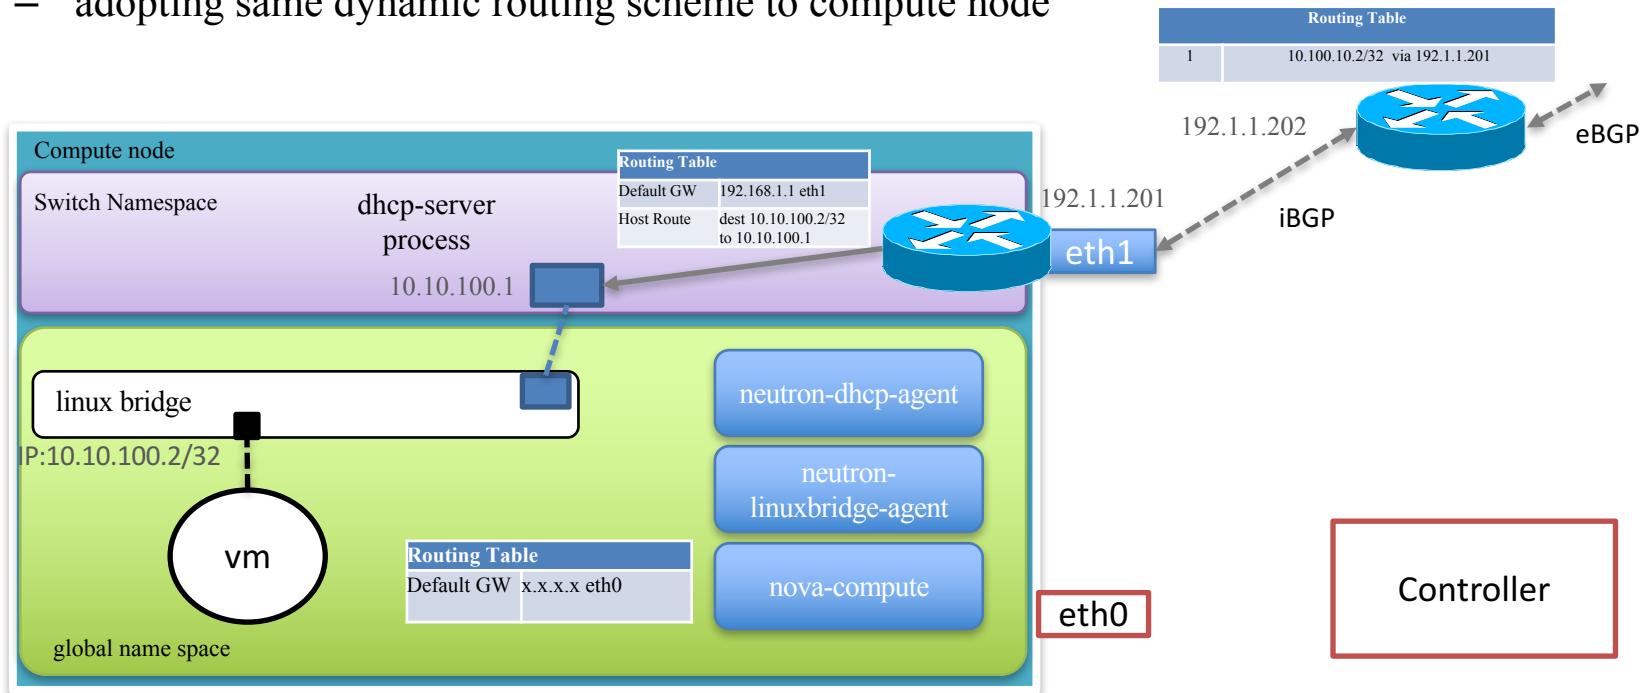 – adopting same dynamic routing scheme to compute node
Routing Table
1 10.100.10.2/32 via 192.1.1.201
192.1.1.202
eBGP
iBGP
Compute node
Switch Namespace
dhcp-server
process
10.10.100.1
Routing Table
Default GW 192.168.1.1 eth1
Host Route dest 10.10.100.2/32
to 10.10.100.1
192.1.1.201
eth1
linux bridge
IP:10.10.100.2/32
vm
neutron-dhcp-agent
neutron-
linuxbridge-agent
nova-compute
Routing Table
Default GW x.x.x.x eth0
global name space
eth0
Controller